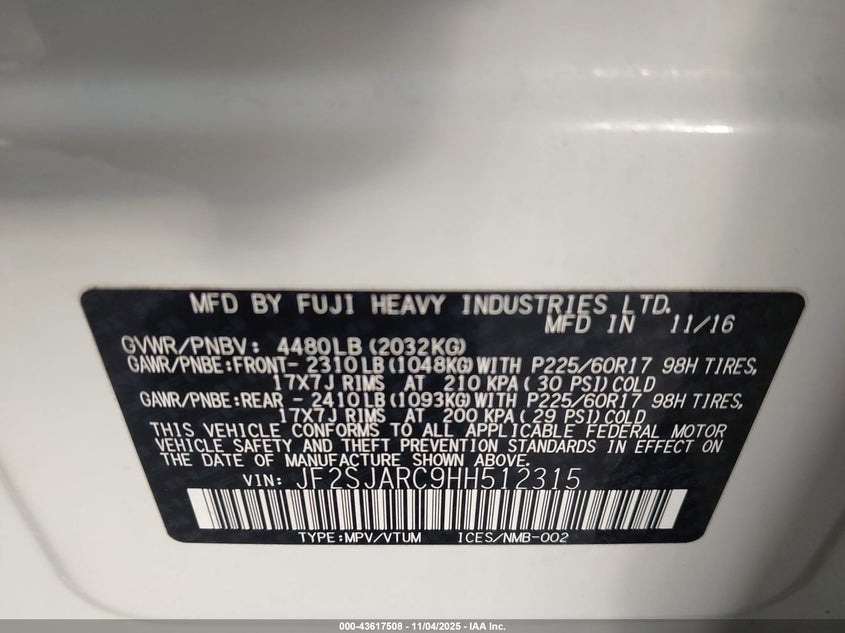 MFD BY FUJI HEAVY INDUSTRIES LTD.
MFD IN 11/16
GVWR/PNBV: 4480LB (2032KG)
GAWR/PNBE:FRONT- 2310LB (1048KG) WITH P225/60R17 98H TIRES,
17X7J RIMS AT 210 KPA ( 30 PSI) COLD
GAWR/PNBE:REAR - 2410LB (1093KG) WITH P225/60R17 98H TIRES,
17X7J RIMS AT 200 KPA ( 29 PSI) COLD
THIS VEHICLE CONFORMS TO ALL APPLICABLE FEDERAL MOTOR
VEHICLE SAFETY AND THEFT PREVENTION STANDARDS IN EFFECT ON
THE DATE OF MANUFACTURE SHOWN ABOVE.
VIN: JF2SJARC9HH512315
TYPE:MPV/VTUM ICES/NMB-002
000-43617508 - 11/04/2025 - IAA Inc.